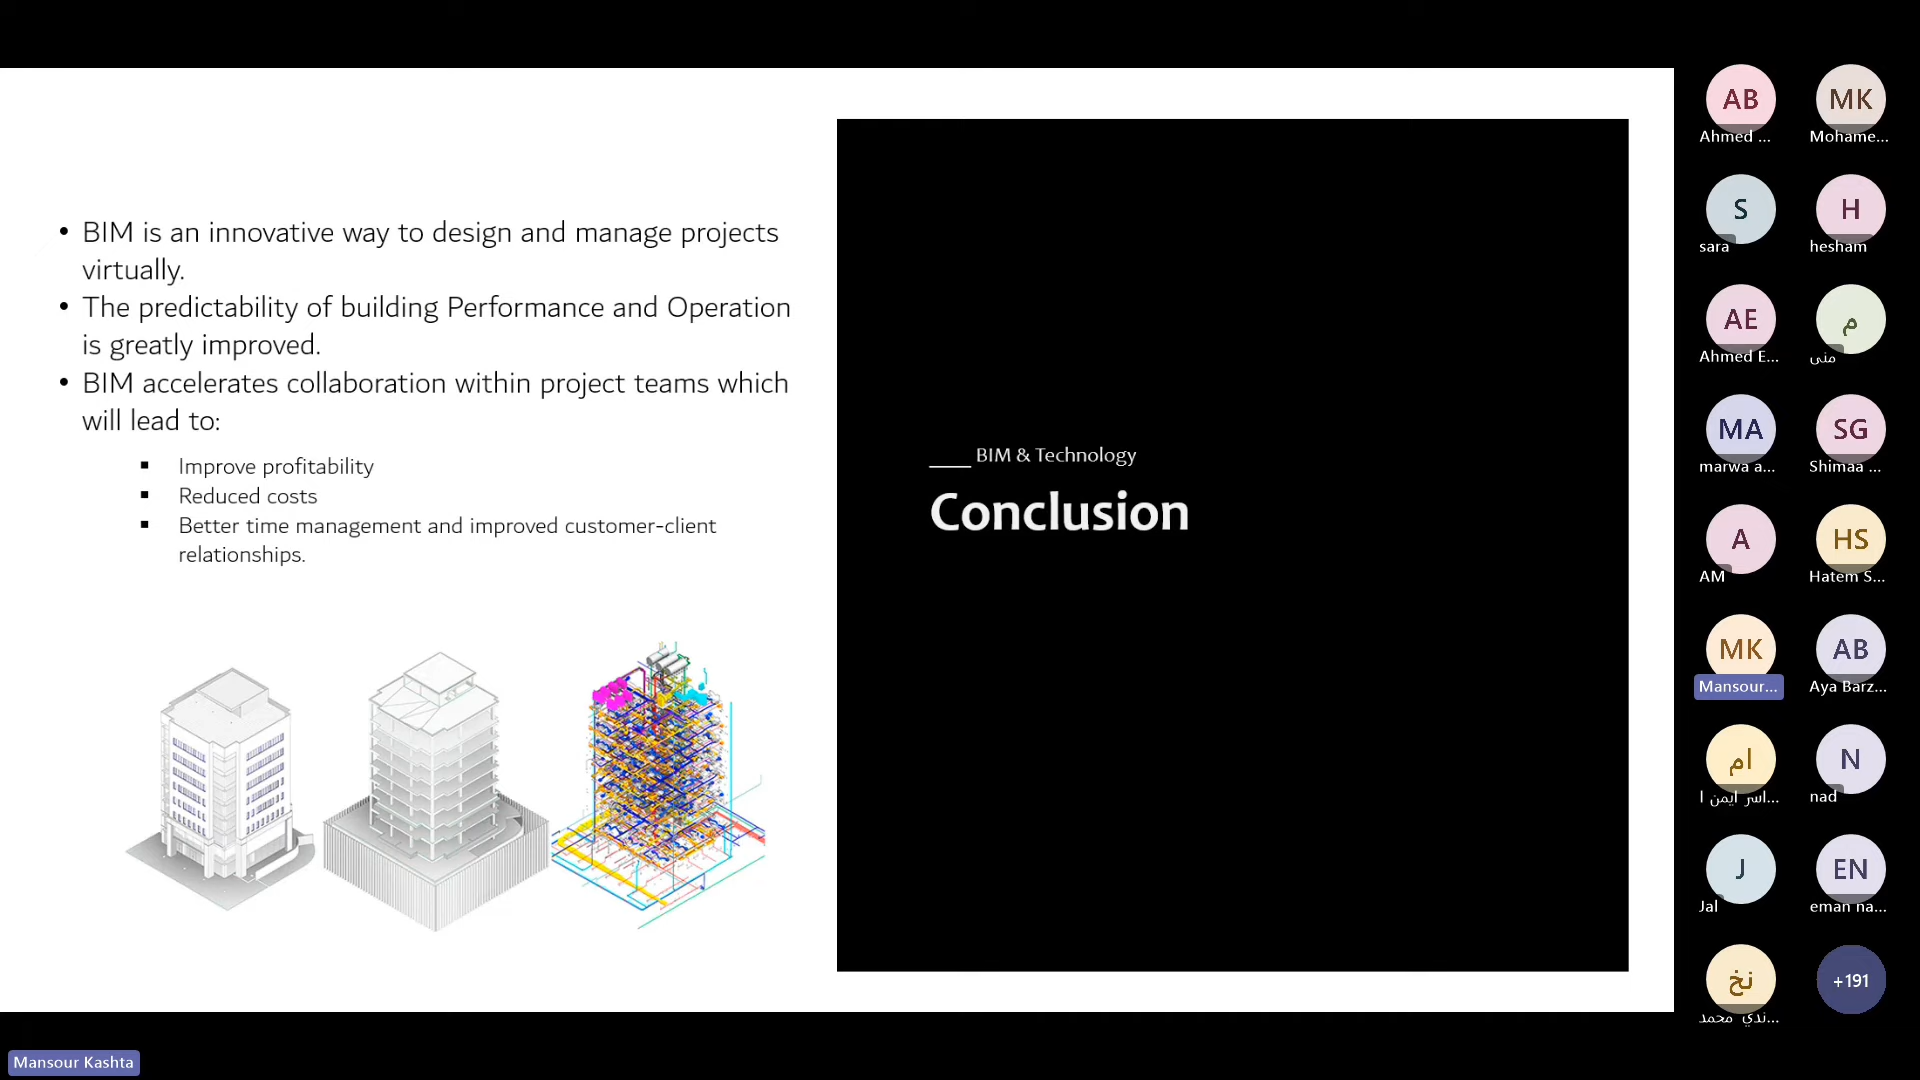 • BIM is an innovative way to design and manage projects
virtually.
• The predictability of building Performance and Operation
is greatly improved.
• BIM accelerates collaboration within project teams which
will lead to:
▪ Improve profitability
▪ Reduced costs
▪ Better time management and improved customer-client
relationships.
BIM & Technology
Conclusion
AB
Ahmed ...
MK
Mohame...
S
sara
H
hesham
AE
Ahmed E...
م
منى
MA
marwa a...
SG
Shimaa ...
A
AM
HS
Hatem S...
MK
Mansour...
AB
Aya Barz...
ام
N
nad
J
Jal
EN
eman na...
نخ
+191
Mansour Kashta